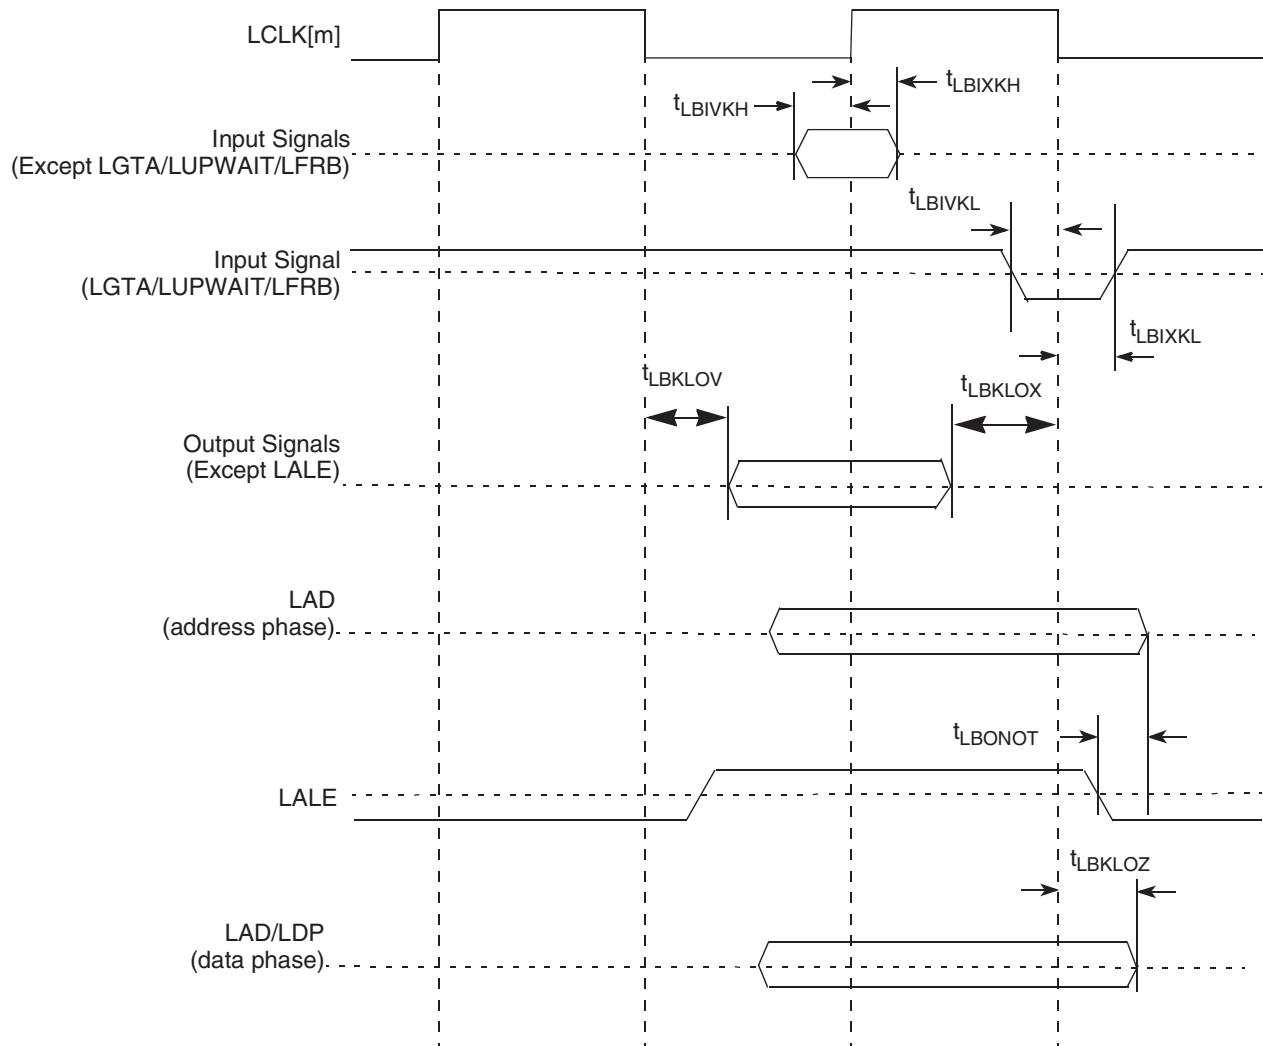 LCLK[m]
tLBIXKH
tLBIVKH
Input Signals
(Except LGTA/LUPWAIT/LFRB)
tLBIVKL
Input Signal
(LGTA/LUPWAIT/LFRB)
tLBIXKL
tLBKLOV
tLBKLOX
Output Signals
(Except LALE)
LAD
(address phase)
tLBONOT
LALE
tLBKLOZ
LAD/LDP
(data phase)